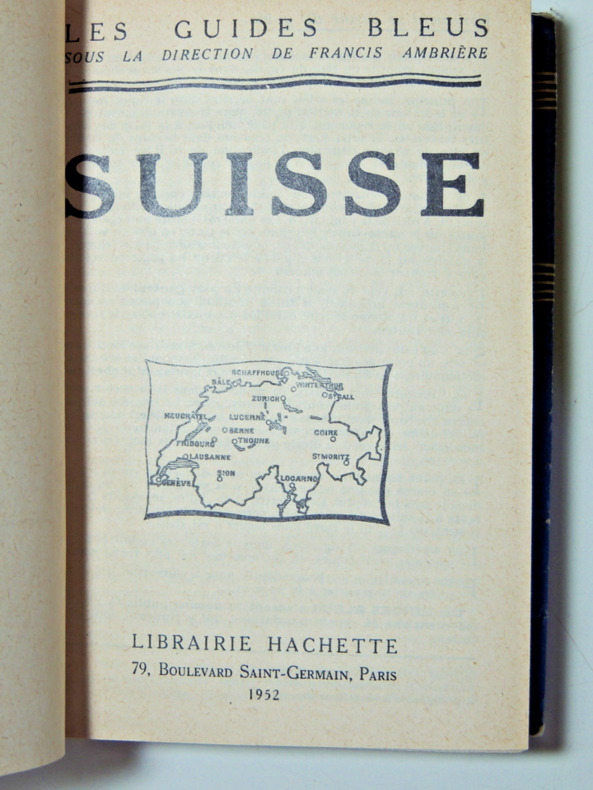 LES GUIDES BLEUS
SOUS LA DIRECTION DE FRANCIS AMBRIÈRE
SUISSE
SCHAFFHOUSE
BÂLE
WINTERTHUR
ZURICH
ST GALL
NEUCHÂTEL
LUCERNE
BERNE
COIRE
FRIBOURG
THOUNE
LAUSANNE
ST MORITZ
SION
GENÈVE
LOCARNO
LIBRAIRIE HACHETTE
79, BOULEVARD SAINT-GERMAIN, PARIS
1952